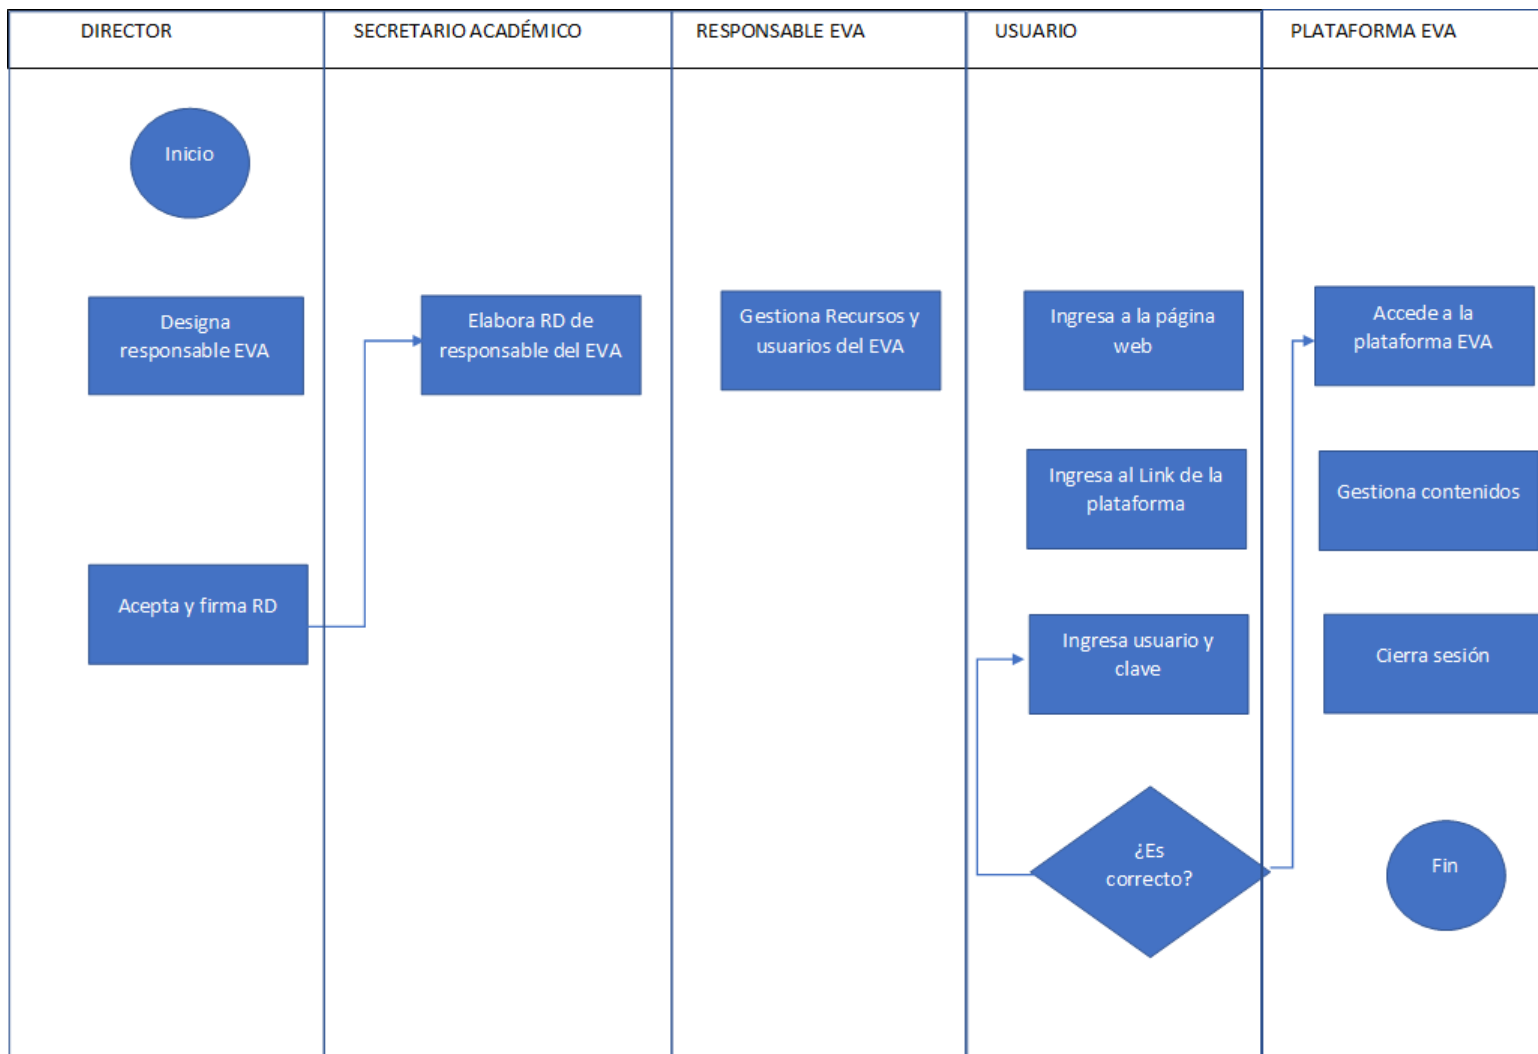 DIRECTOR
SECRETARIO ACADÉMICO
RESPONSABLE EVA
USUARIO
PLATAFORMA EVA
Inicio
Designa
responsable EVA
Acepta y firma RD
Elabora RD de
responsable del EVA
Gestiona Recursos y
usuarios del EVA
Ingresa a la página
web
Ingresa al Link de la
plataforma
Ingresa usuario y
clave
¿Es
correcto?
Accede a la
plataforma EVA
Gestiona contenidos
Cierra sesión
Fin